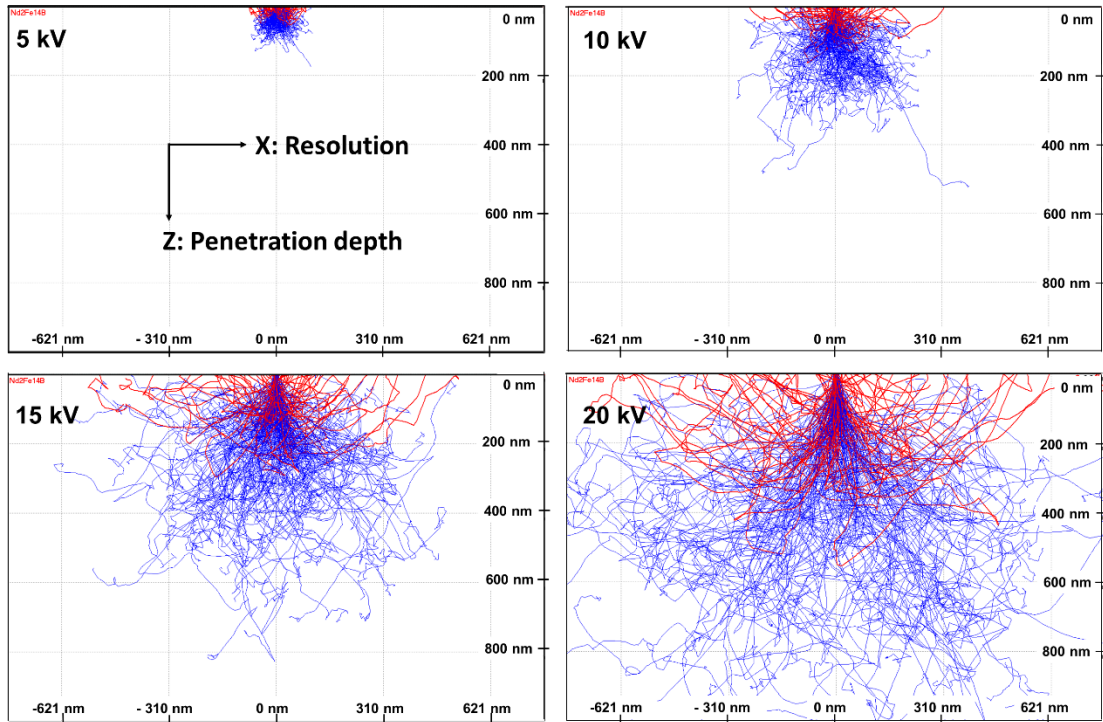 Nd2Fe14B
5 kV
0 nm
200 nm
X: Resolution
400 nm
600 nm
Z: Penetration depth
800 nm
-621 nm
- 310 nm
0 nm
310 nm
621 nm
10 kV
0 nm
200 nm
400 nm
600 nm
800 nm
-621 nm
- 310 nm
0 nm
310 nm
621 nm
Nd2Fe14B
15 kV
0 nm
200 nm
400 nm
600 nm
800 nm
-621 nm
- 310 nm
0 nm
310 nm
621 nm
Nd2Fe14B
20 kV
0 nm
200 nm
400 nm
600 nm
800 nm
-621 nm
- 310 nm
0 nm
310 nm
621 nm